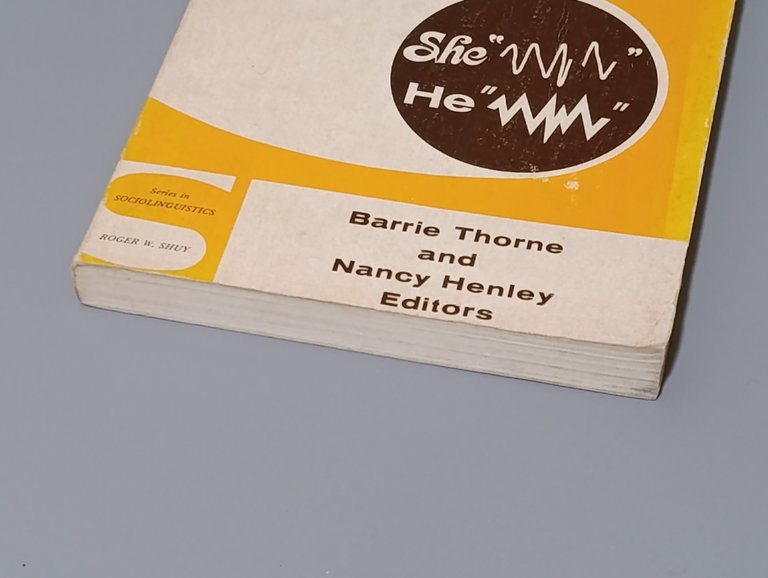 She “ ”
He " "
Series in
SOCIOLINGUISTICS
ROGER W. SHUY
Barrie Thorne
and
Nancy Henley
Editors